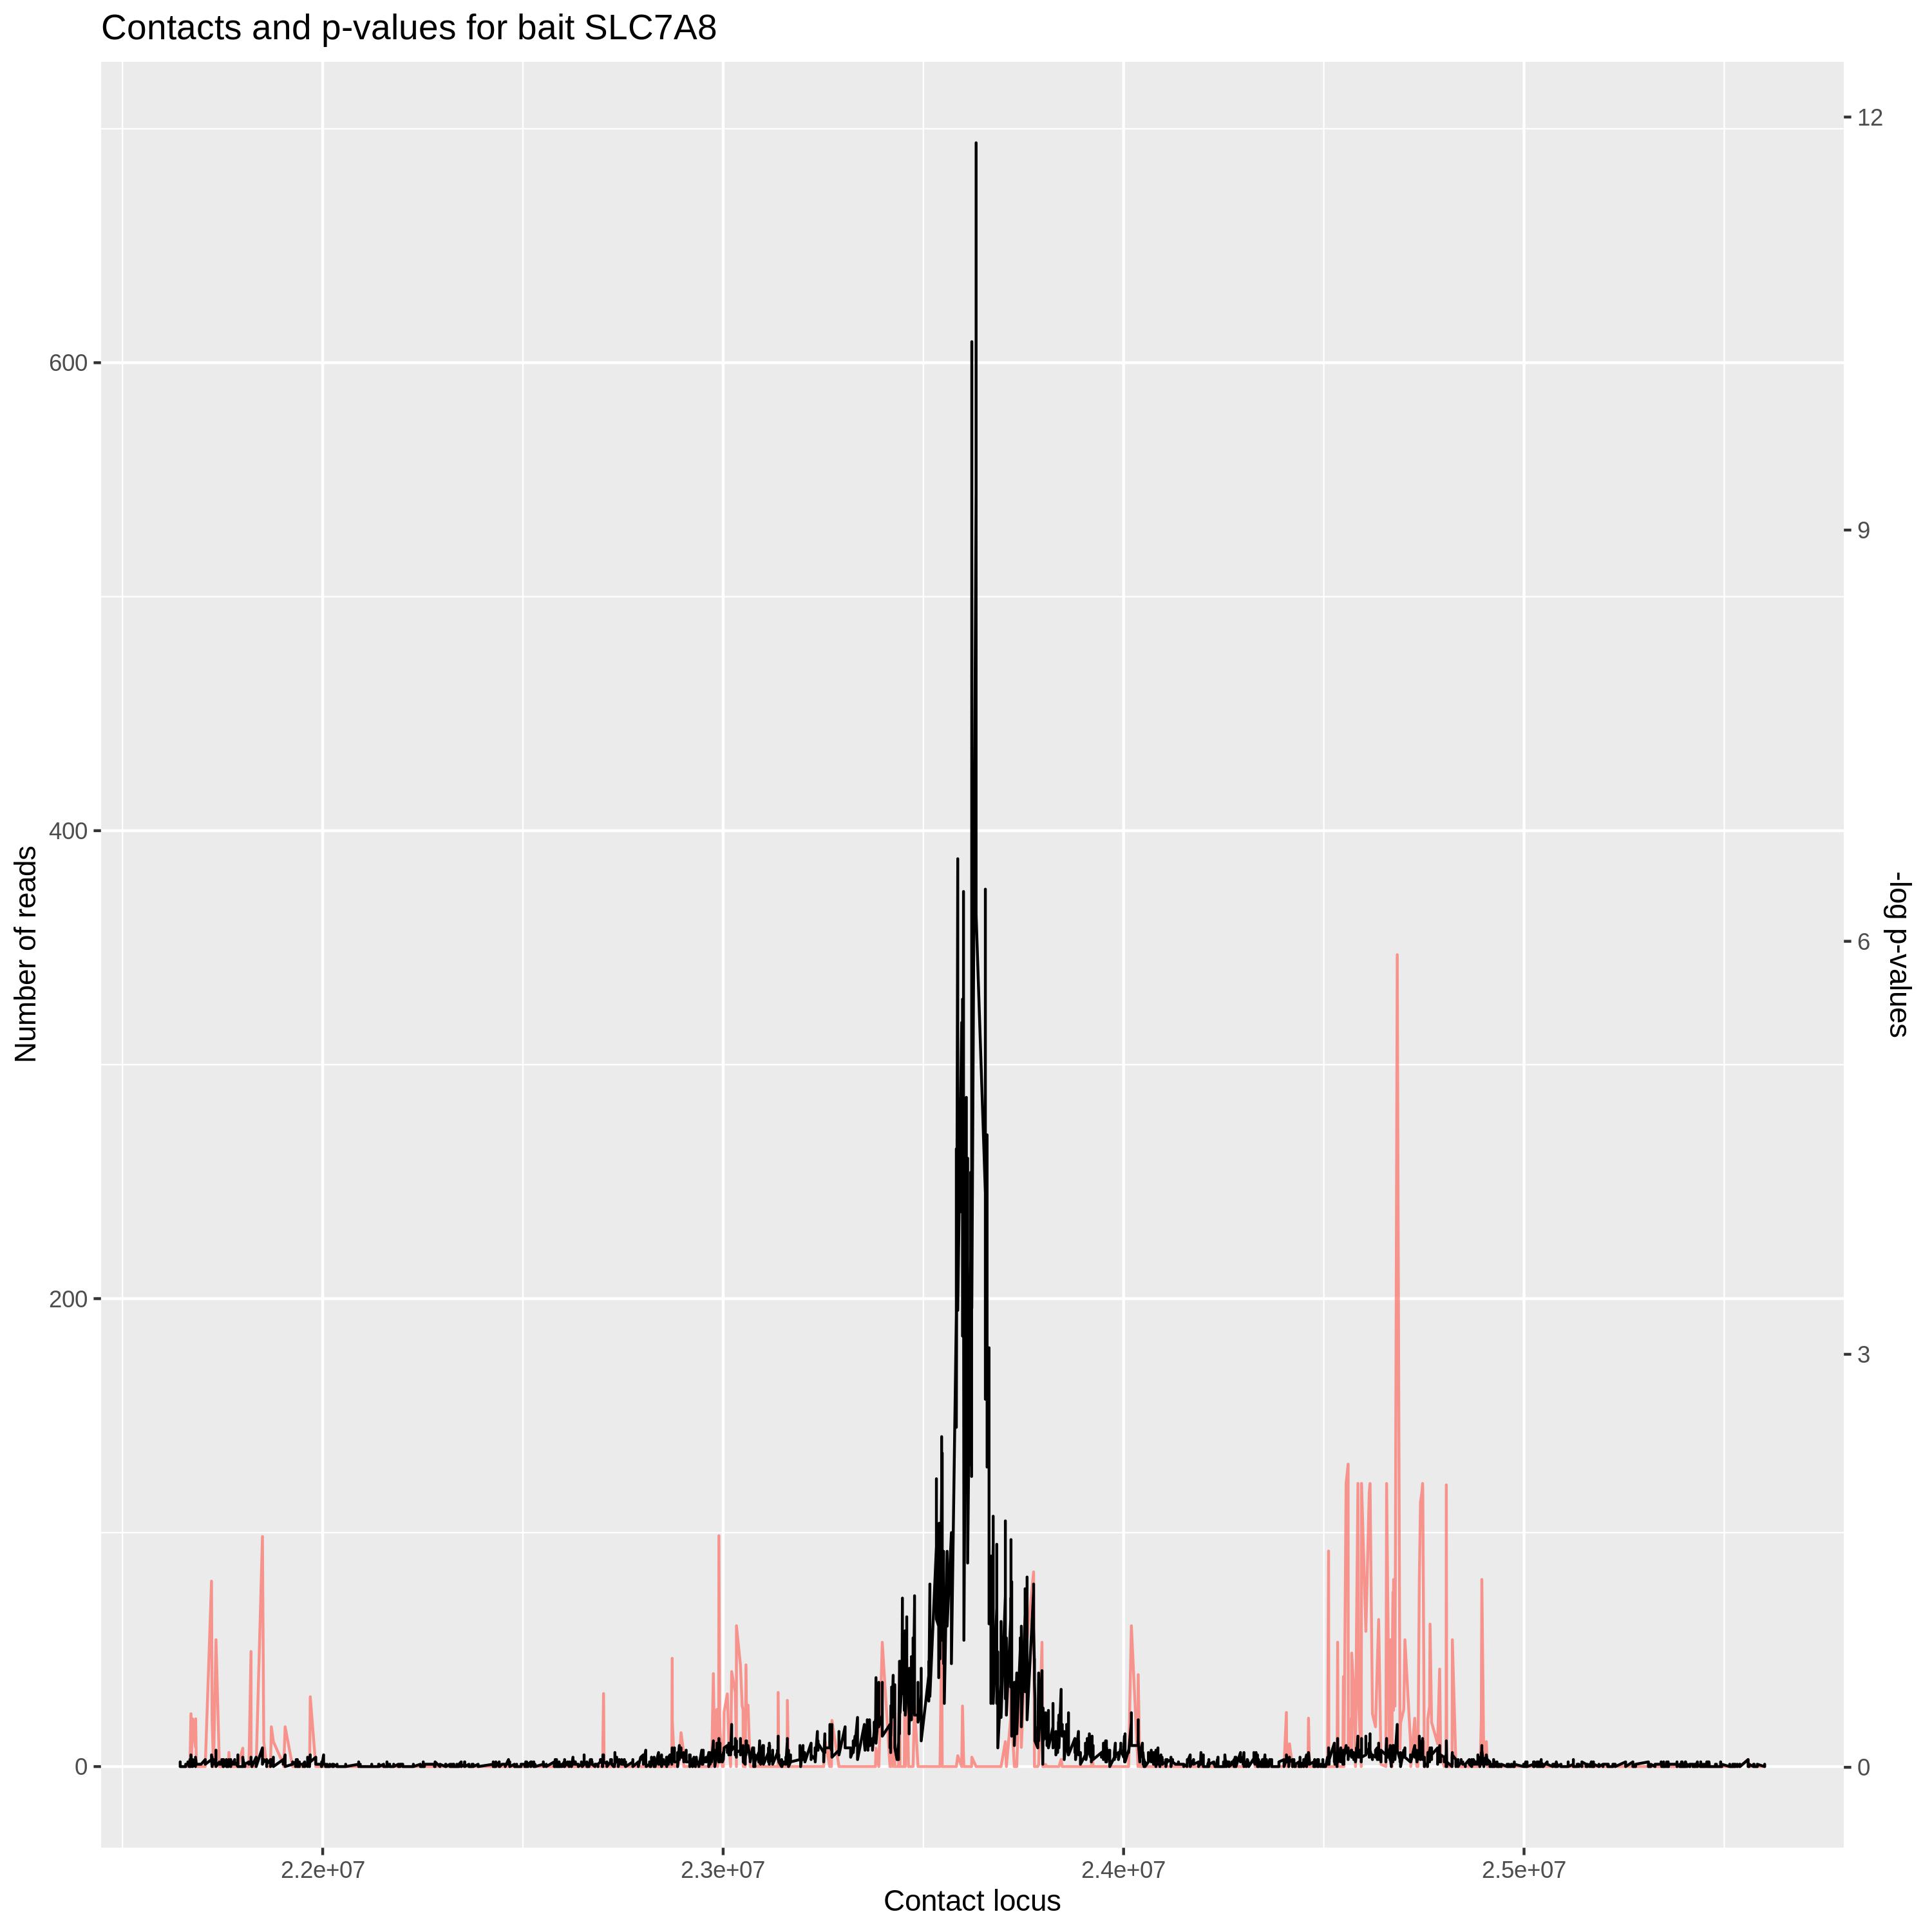 Contacts and p-values for bait SLC7A8
Number of reads
600
400
200
0
12
9
6
3
0
-log p-values
2.2e+07
2.3e+07
2.4e+07
2.5e+07
Contact locus